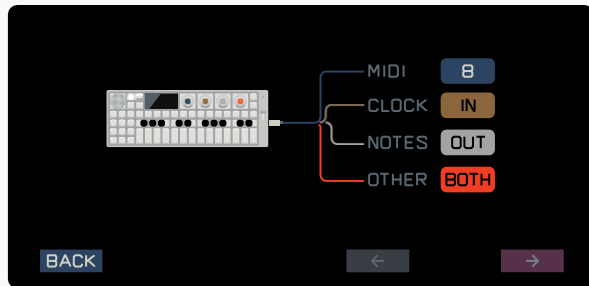 MIDI 8
CLOCK IN
NOTES OUT
OTHER BOTH
BACK ← →